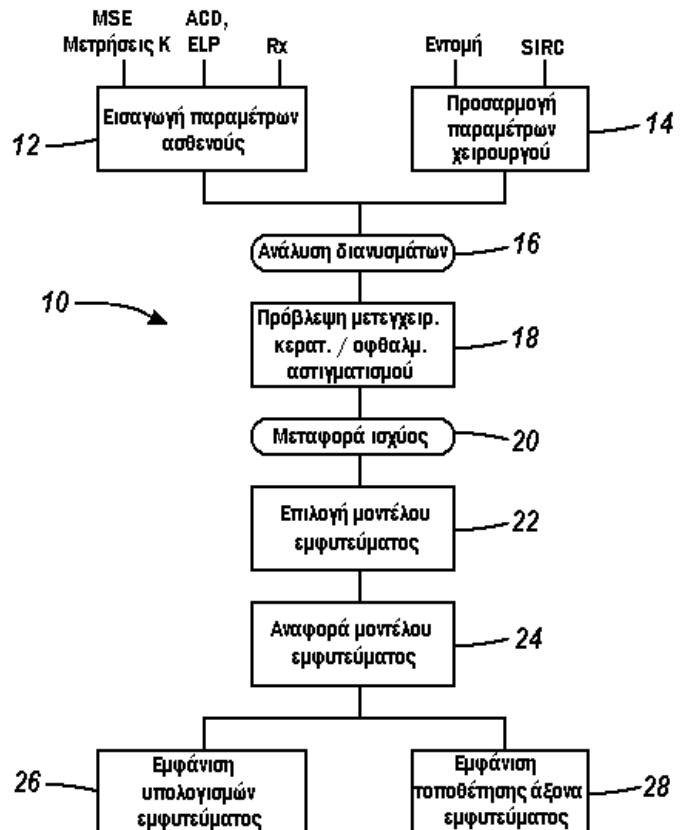 MSE
Μετρήσεις Κ
ACD,
ELP
Rx
Εντομή
SIRC
12
Εισαγωγή παραμέτρων
ασθενούς
Προσαρμογή
παραμέτρων
χειρουργού
14
Ανάλυση διανυσμάτων
16
10
Πρόβλεψη μετεγχειρ.
κερατ. / οφθαλμ.
αστιγματισμού
18
Μεταφορά ισχύος
20
Επιλογή μοντέλου
εμφυτεύματος
22
Αναφορά μοντέλου
εμφυτεύματος
24
26
Εμφάνιση
υπολογισμών
εμφυτεύματος
Εμφάνιση
τοποθέτησης άξονα
εμφυτεύματος
28